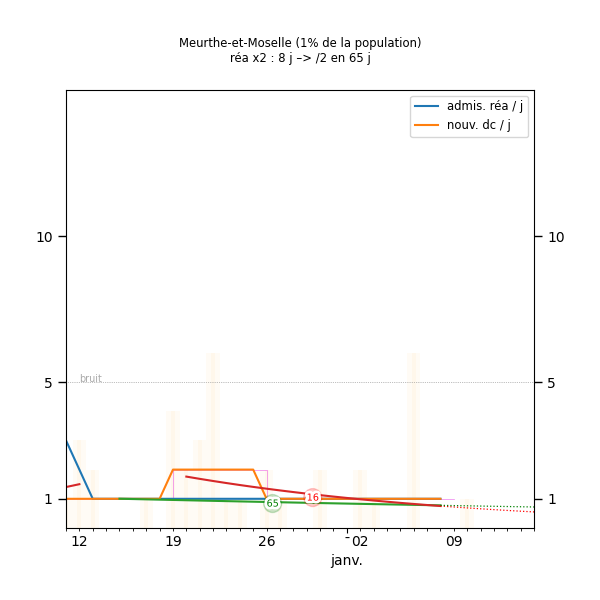 Meurthe-et-Moselle (1% de la population)
réa x2 : 8 j –> /2 en 65 j
admis. réa / j
nouv. dc / j
10
10
bruit
5
5
65
16
1
1
12
19
26
02
09
janv.